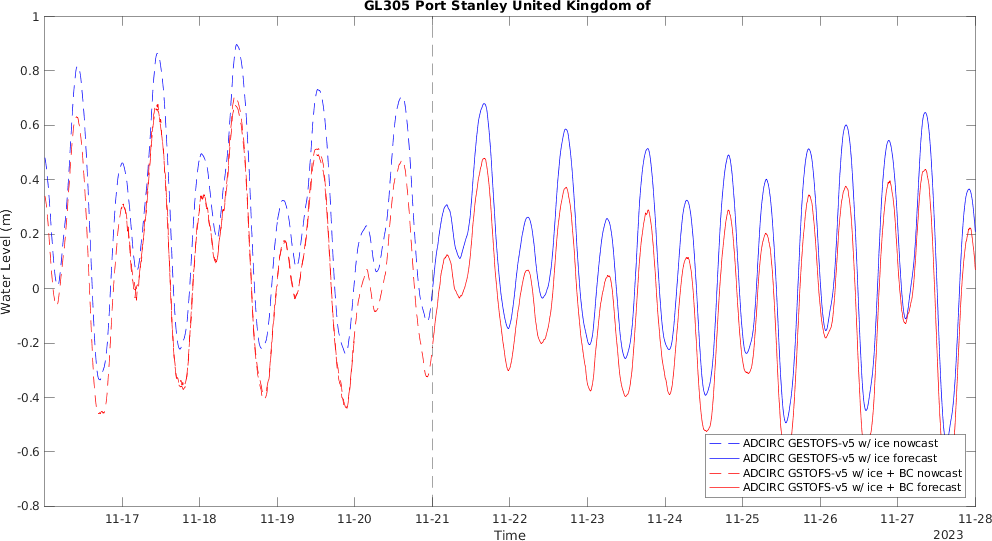 GL305 Port Stanley United Kingdom of
Water Level (m)
1
0.8
0.6
0.4
0.2
0
-0.2
-0.4
-0.6
-0.8
ADCIRC GESTOFS-v5 w/ ice nowcast
ADCIRC GESTOFS-v5 w/ ice forecast
ADCIRC GSTOFS-v5 w/ ice + BC nowcast
ADCIRC GSTOFS-v5 w/ ice + BC forecast
11-17 11-18 11-19 11-20 11-21 11-22 11-23 11-24 11-25 11-26 11-27 11-28
Time
2023